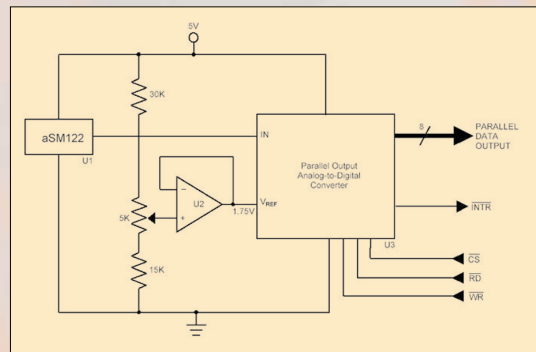 5V
30K
aSM122
U1
IN
8
PARALLEL
DATA
OUTPUT
Parallel Output
Analog-to-Digital
Converter
5K
−
+
U2
1.75V
VREF
INTR
U3
CS
RD
WR
15K